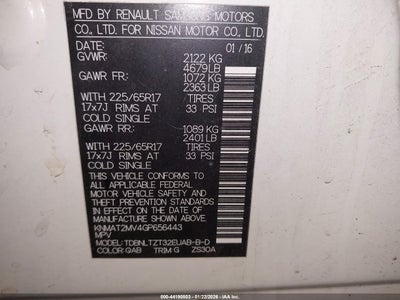 MFD BY RENAULT SAMSUNG MOTORS
CO., LTD. FOR NISSAN MOTOR CO., LTD.
DATE: 01/16
GVWR: 2122 KG
4679 LB
GAWR FR: 1072 KG
2363 LB
WITH 225/65R17 TIRES
17x7J RIMS AT 33 PSI
COLD SINGLE
GAWR RR: 1089 KG
2401 LB
WITH 225/65R17 TIRES
17x7J RIMS AT 33 PSI
COLD SINGLE
THIS VEHICLE CONFORMS TO ALL
APPLICABLE FEDERAL MOTOR
VEHICLE SAFETY AND THEFT
PREVENTION STANDARDS IN
EFFECT ON THE DATE OF
MANUFACTURE SHOWN ABOVE.
KNMAT2MV4GP656443
MPV
MODEL: TDBNLTZT32EUAB-B-D
COLOR: QAB TRIM: G ZS30A
000-44190503 - 01/22/2026 - IAA Inc.